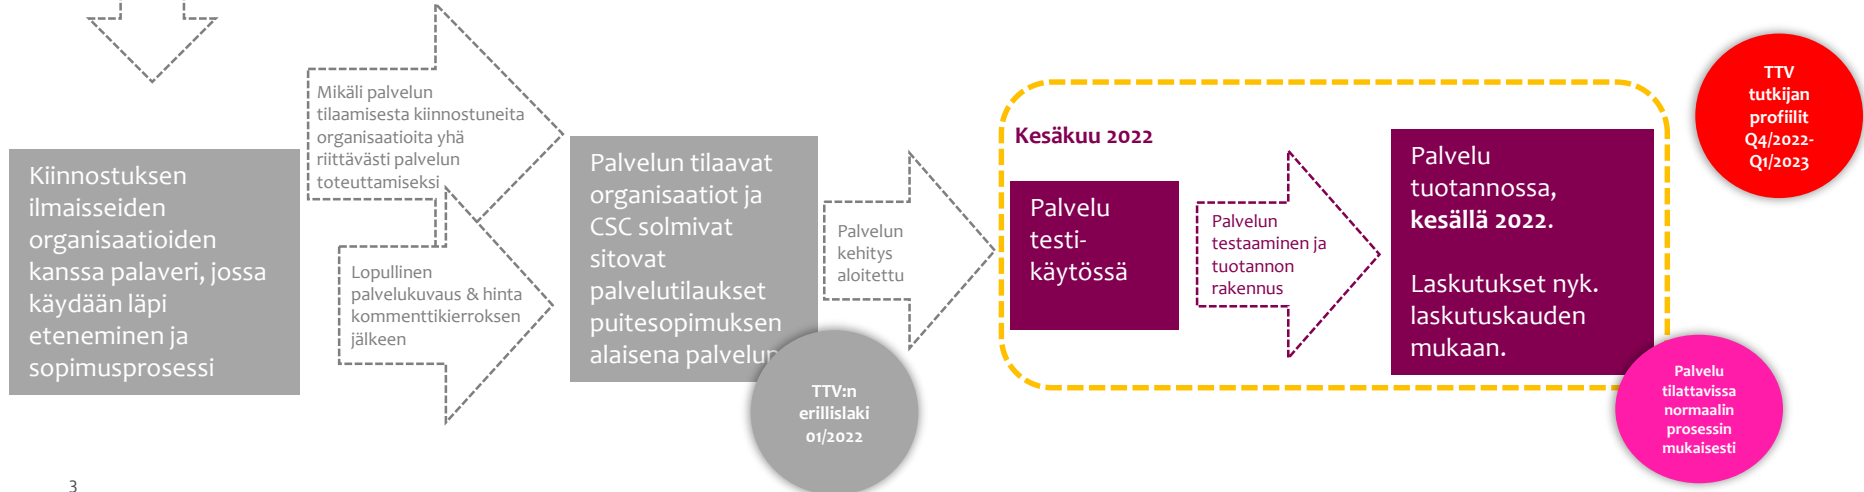 Kiinnostuksen
ilmaisseiden
organisaatioiden
kanssa palaveri, jossa
käydään läpi
eteneminen ja
sopimusprosessi
Mikäli palvelun
tilaamisesta kiinnostuneita
organisaatioita yhä
riittävästi palvelun
toteuttamiseksi
Lopullinen
palvelukuvaus & hinta
kommenttikierroksen
jälkeen
Palvelun tilaavat
organisaatiot ja
CSC solmivat
sitovat
palvelutilaukset
puitesopimuksen
alaisena palvelun
TTV:n
erillislaki
01/2022
Palvelun
kehitys
aloitettu
Kesäkuu 2022
Palvelu
testi-
käytössä
Palvelun
testaaminen ja
tuotannon
rakennus
Palvelu
tuotannossa,
kesällä 2022.
Laskutukset nyk.
laskutuskauden
mukaan.
TTV
tutkijan
profiilit
Q4/2022-
Q1/2023
Palvelu
tilattavissa
normaalin
prosessin
mukaisesti
3